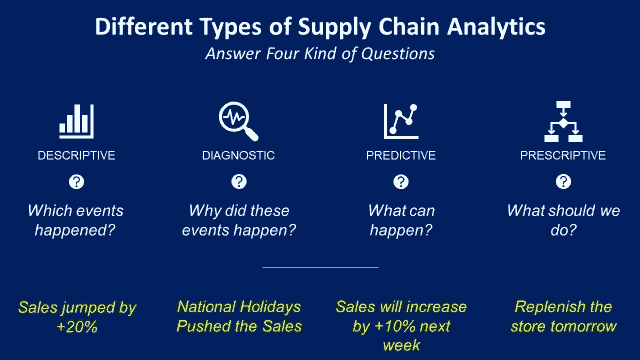 Different Types of Supply Chain Analytics
Answer Four Kind of Questions
DESCRIPTIVE
DIAGNOSTIC
PREDICTIVE
PRESCRIPTIVE
?
?
?
?
Which events
happened?
Why did these
events happen?
What can
happen?
What should we
do?
Sales jumped by
+20%
National Holidays
Pushed the Sales
Sales will increase
by +10% next
week
Replenish the
store tomorrow